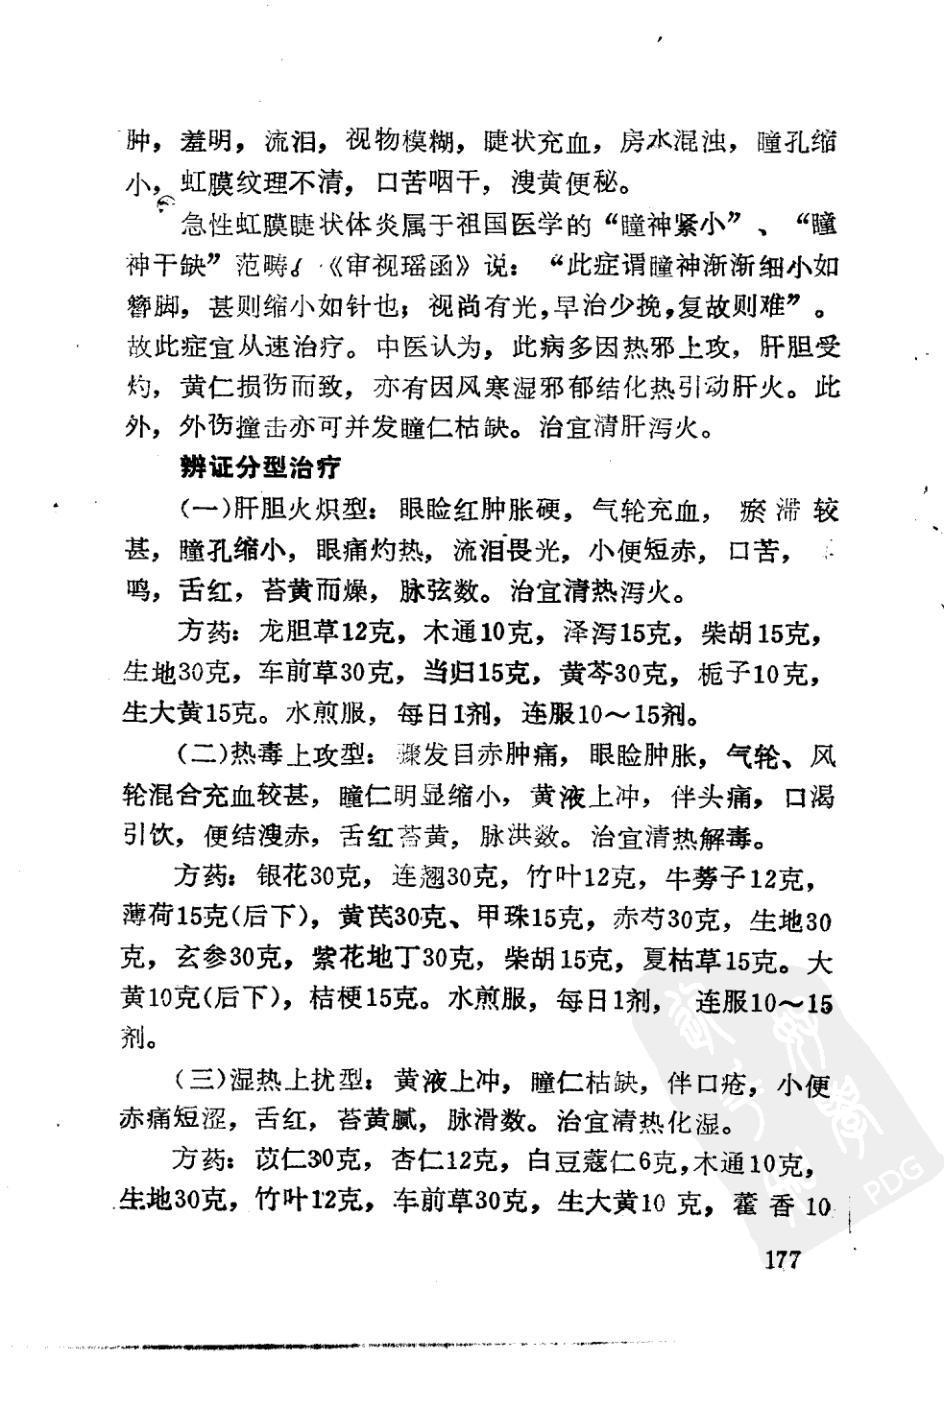 肿，羞明，流泪，视物模糊，睫状充血，房水混浊，瞳孔缩
小，虹膜纹理不清，口苦咽干，溲黄便秘。
急性虹膜睫状体炎属于祖国医学的“瞳神紧小”、“瞳
神干缺”范畴《审视瑶函》说：“此症谓瞳神渐渐细小如
簪脚，甚则缩小如针也；视尚有光，早治少挽，复故则难”。
故此症宜从速治疗。中医认为，此病多因热邪上攻，肝胆受
灼，黄仁损伤而致，亦有因风寒湿邪郁结化热引动肝火。此
外，外伤撞击亦可并发瞳仁枯缺。治宜清肝泻火。
辨证分型治疗
（一）肝胆火炽型：眼睑红肿胀硬，气轮充血，瘀滞较
甚，瞳孔缩小，眼痛灼热，流泪畏光，小便短赤，口苦，
鸣，舌红，苔黄而燥，脉弦数。治宜清热泻火。
方药：龙胆草12克，木通10克，泽泻15克，柴胡15克，
生地30克，车前草30克，当归15克，黄芩30克，栀子10克，
生大黄15克。水煎服，每日1剂，连服10～15剂。
（二）热毒上攻型：骤发目赤肿痛，眼睑肿胀，气轮、风
轮混合充血较甚，瞳仁明显缩小，黄液上冲，伴头痛，口渴
引饮，便结溲赤，舌红苔黄，脉洪数。治宜清热解毒。
方药：银花30克，连翘30克，竹叶12克，牛蒡子12克，
薄荷15克（后下），黄芪30克、甲珠15克，赤芍30克，生地30
克，玄参30克，紫花地丁30克，柴胡15克，夏枯草15克。大
黄10克（后下），桔梗15克。水煎服，每日1剂，连服10～15
剂。
（三）湿热上扰型：黄液上冲，瞳仁枯缺，伴口疮，小便
赤痛短涩，舌红，苔黄腻，脉滑数。治宜清热化湿。
方药：苡仁30克，杏仁12克，白豆蔻仁6克，木通10克，
生地30克，竹叶12克，车前草30克，生大黄10克，藿香10
177
PDG